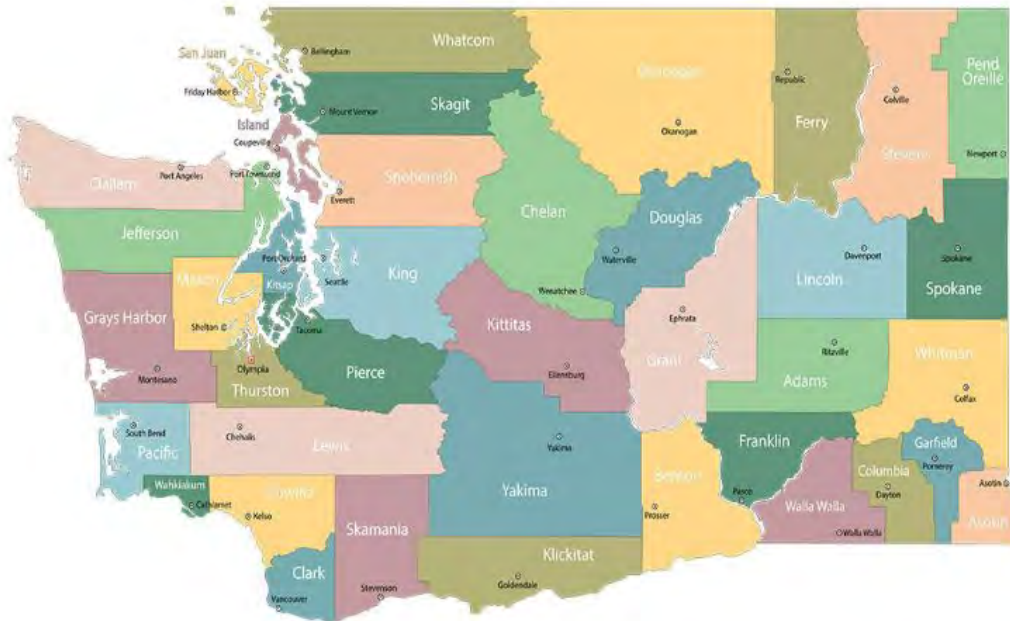 Whatcom
Bellingham
San Juan
Friday Harbor
Skagit
Mount Vernon
Island
Coupeville
Okanogan
Okanogan
Republic
Ferry
Colville
Stevens
Pend
Oreille
Newport
Clallam
Port Angeles
Port Townsend
Snohomish
Everett
Chelan
Wenatchee
Douglas
Waterville
Jefferson
Port Orchard
Kitsap
Seattle
King
Davenport
Lincoln
Spokane
Spokane
Mason
Shelton
Grays Harbor
Montesano
Tacoma
Pierce
Olympia
Thurston
Kittitas
Ellensburg
Ephrata
Grant
Ritzville
Adams
Whitman
Colfax
South Bend
Pacific
Chehalis
Lewis
Yakima
Yakima
Franklin
Pasco
Benton
Prosser
Walla Walla
Walla Walla
Columbia
Dayton
Garfield
Pomeroy
Asotin
Asotin
Wahkiakum
Cathlamet
Cowlitz
Kelso
Skamania
Stevenson
Clark
Vancouver
Klickitat
Goldendale